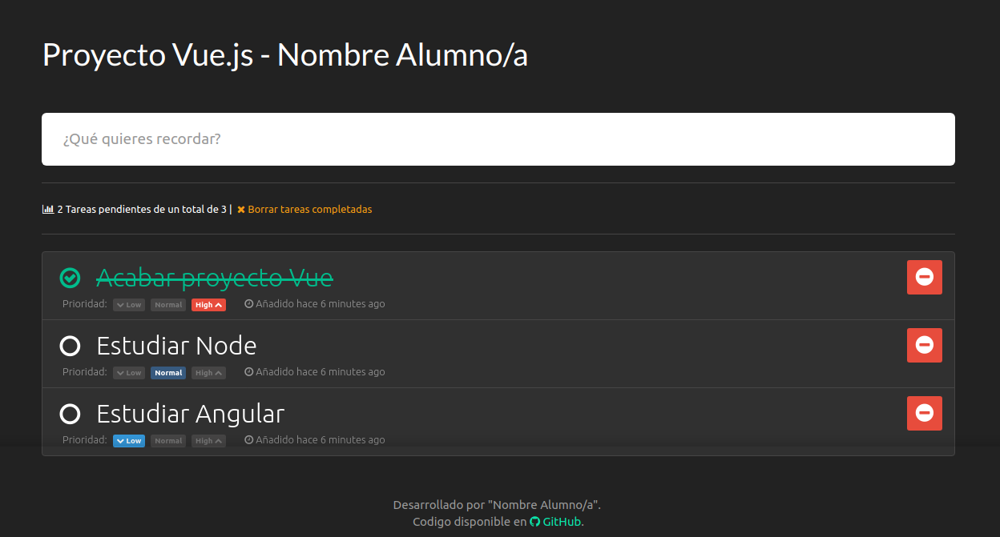 Proyecto Vue.js - Nombre Alumno/a
¿Qué quieres recordar?
2 Tareas pendientes de un total de 3 | Borrar tareas completadas
Acabar proyecto Vue
Prioridad: Low Normal High Añadido hace 6 minutes ago
Estudiar Node
Prioridad: Low Normal High Añadido hace 6 minutes ago
Estudiar Angular
Prioridad: Low Normal High Añadido hace 6 minutes ago
Desarrollado por "Nombre Alumno/a".
Codigo disponible en GitHub.